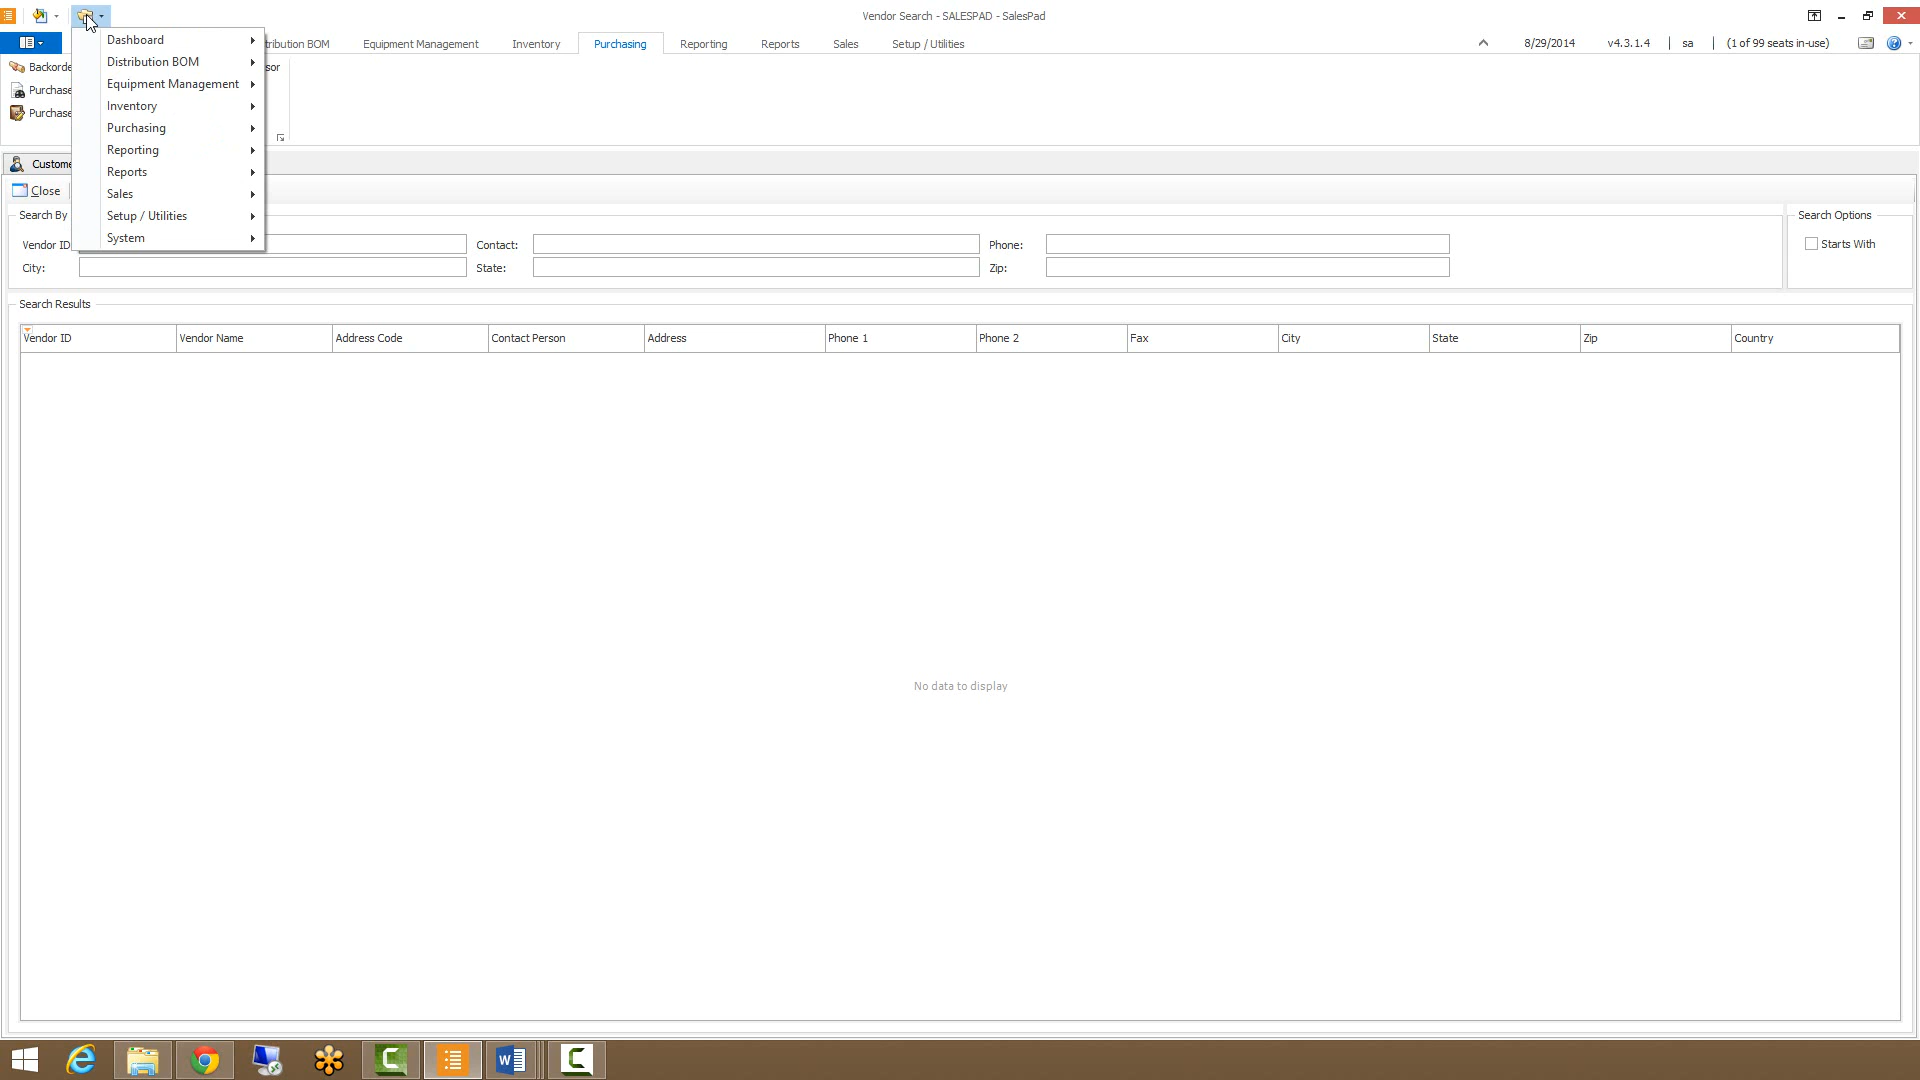 Vendor Search - SALESPAD - SalesPad
tribution BOM Equipment Management Inventory Purchasing Reporting Reports Sales Setup / Utilities 8/29/2014 v4.3.1.4 sa (1 of 99 seats in-use)
Dashboard
Distribution BOM
Equipment Management
Inventory
Purchasing
Reporting
Reports
Sales
Setup / Utilities
System
Backorde sor
Purchase
Purchase
Custome
Close
Search By Search Options
Vendor ID Contact: Phone: Starts With
City: State: Zip:
Search Results
Vendor ID Vendor Name Address Code Contact Person Address Phone 1 Phone 2 Fax City State Zip Country
No data to display